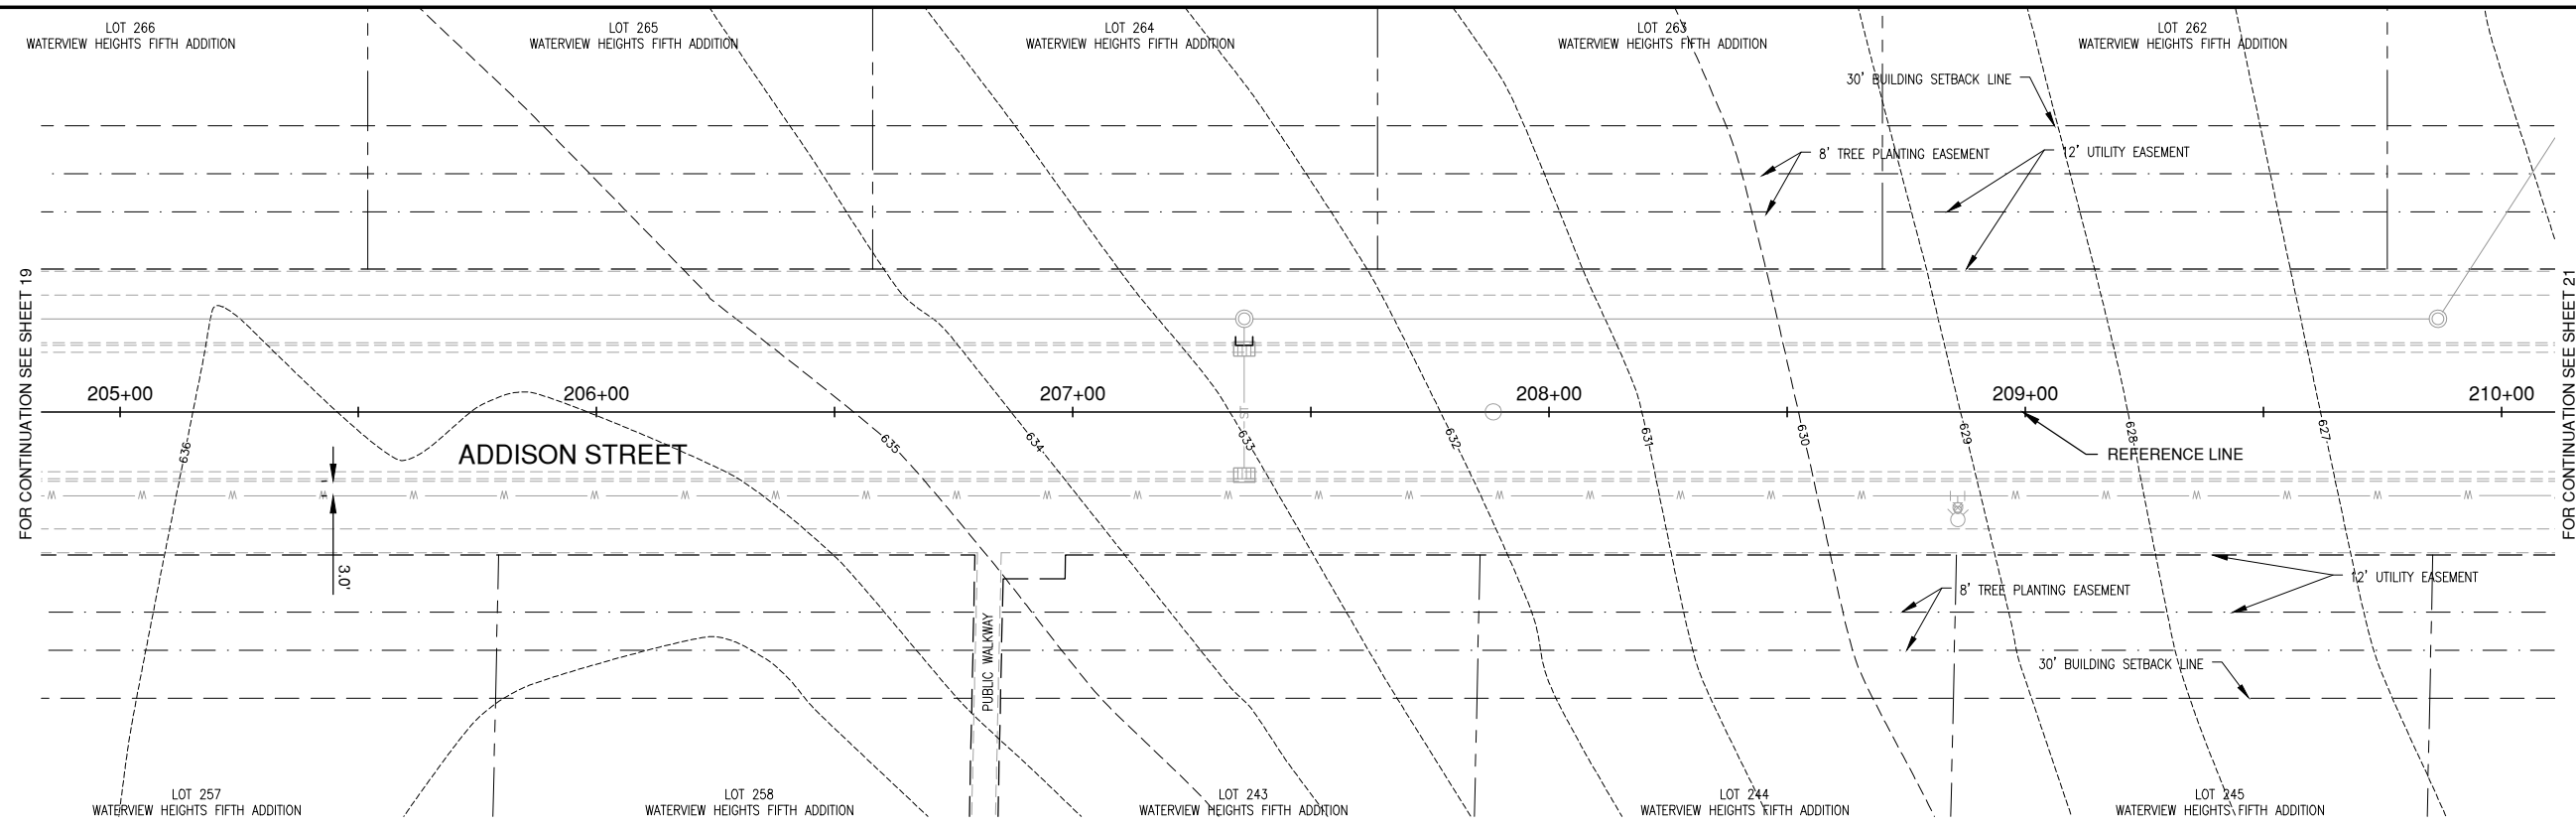 LOT 266
WATERVIEW HEIGHTS FIFTH ADDITION
LOT 265
WATERVIEW HEIGHTS FIFTH ADDITION
LOT 264
WATERVIEW HEIGHTS FIFTH ADDITION
LOT 263
WATERVIEW HEIGHTS FIFTH ADDITION
LOT 262
WATERVIEW HEIGHTS FIFTH ADDITION
30' BUILDING SETBACK LINE
8' TREE PLANTING EASEMENT
12' UTILITY EASEMENT
FOR CONTINUATION SEE SHEET 19
FOR CONTINUATION SEE SHEET 21
205+00
206+00
207+00
208+00
209+00
210+00
ST
636
ADDISON STREET
635
634
633
632
631
630
629
628
627
REFERENCE LINE
W W W W W W W W W W W W W W W W W W W W W W W W W W W
3.0'
PUBLIC WALKWAY
12' UTILITY EASEMENT
8' TREE PLANTING EASEMENT
30' BUILDING SETBACK LINE
LOT 257
WATERVIEW HEIGHTS FIFTH ADDITION
LOT 258
WATERVIEW HEIGHTS FIFTH ADDITION
LOT 243
WATERVIEW HEIGHTS FIFTH ADDITION
LOT 244
WATERVIEW HEIGHTS FIFTH ADDITION
LOT 245
WATERVIEW HEIGHTS FIFTH ADDITION